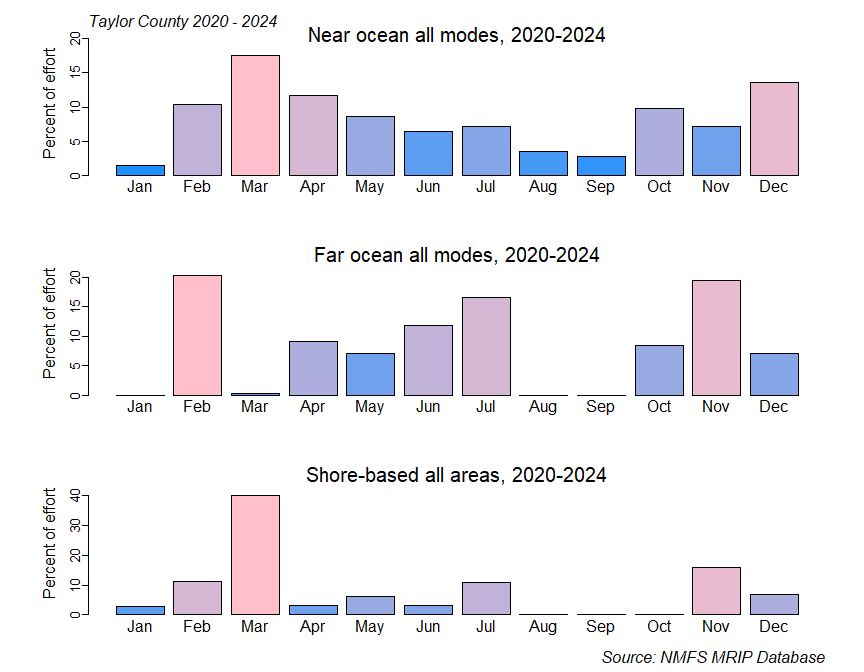 Taylor County 2020 - 2024
Near ocean all modes, 2020-2024
Percent of effort
20
15
10
5
0
Jan Feb Mar Apr May Jun Jul Aug Sep Oct Nov Dec
Far ocean all modes, 2020-2024
Percent of effort
20
15
10
5
0
Jan Feb Mar Apr May Jun Jul Aug Sep Oct Nov Dec
Shore-based all areas, 2020-2024
Percent of effort
40
30
20
10
0
Jan Feb Mar Apr May Jun Jul Aug Sep Oct Nov Dec
Source: NMFS MRIP Database